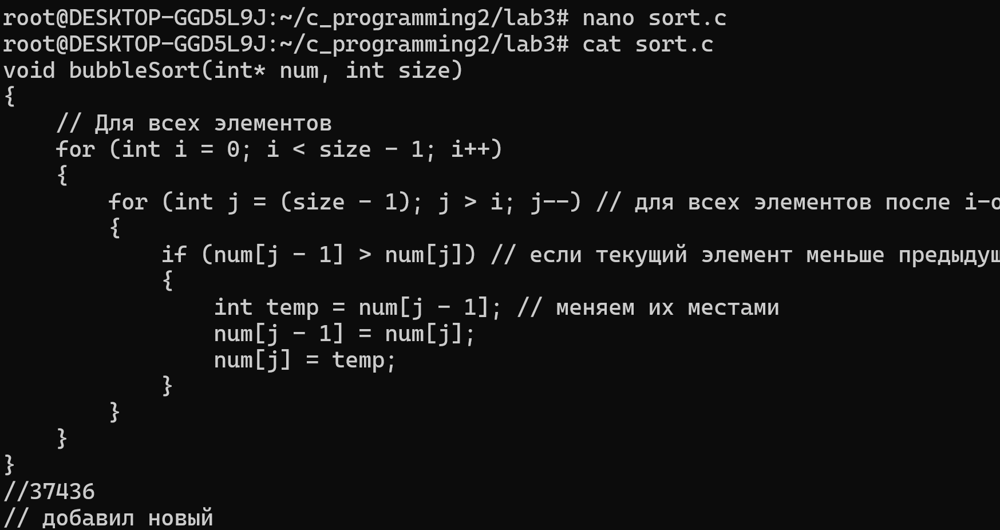 root@DESKTOP-GGD5L9J:~/c_programming2/lab3# nano sort.c
root@DESKTOP-GGD5L9J:~/c_programming2/lab3# cat sort.c
void bubbleSort(int* num, int size)
{
    // Для всех элементов
    for (int i = 0; i < size - 1; i++)
    {
        for (int j = (size - 1); j > i; j--) // для всех элементов после i-о
        {
            if (num[j - 1] > num[j]) // если текущий элемент меньше предыдущ
            {
                int temp = num[j - 1]; // меняем их местами
                num[j - 1] = num[j];
                num[j] = temp;
            }
        }
    }
}
//37436
// добавил новый